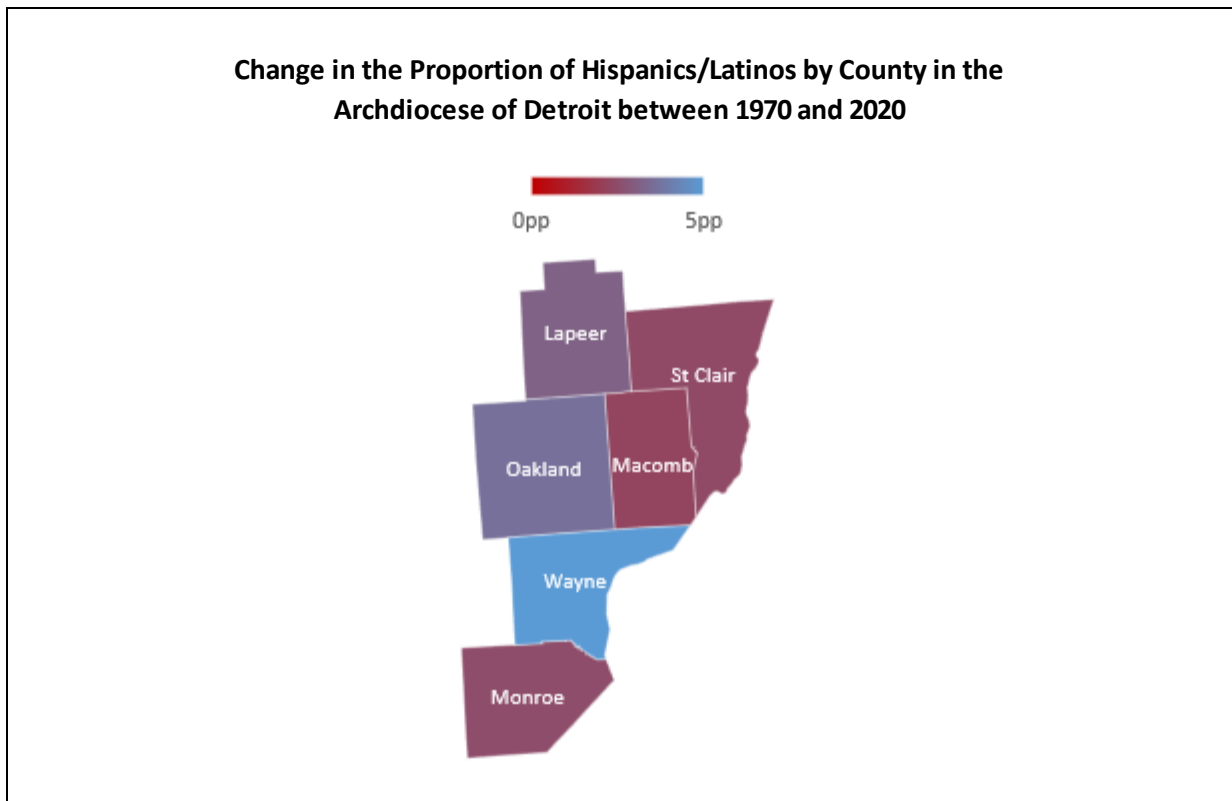 Change in the Proportion of Hispanics/Latinos by County in the
Archdiocese of Detroit between 1970 and 2020
0pp 5pp
Lapeer
St Clair
Oakland
Macomb
Wayne
Monroe